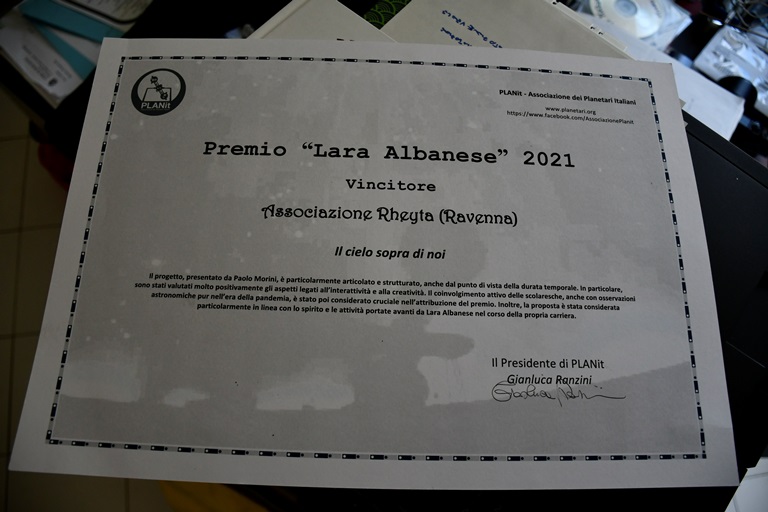 PLANit
PLANit - Associazione dei Planetari Italiani
www.planetari.org
https://www.facebook.com/AssociazionePlanit
Premio “Lara Albanese” 2021
Vincitore
Associazione Rheyta (Ravenna)
Il cielo sopra di noi
Il progetto, presentato da Paolo Morini, è particolarmente articolato e strutturato, anche dal punto di vista della durata temporale. In particolare,
sono stati valutati molto positivamente gli aspetti legati all'interattività e alla creatività. Il coinvolgimento attivo delle scolaresche, anche con osservazioni
astronomiche pur nell'era della pandemia, è stato poi considerato cruciale nell'attribuzione del premio. Inoltre, la proposta è stata considerata
particolarmente in linea con lo spirito e le attività portate avanti da Lara Albanese nel corso della propria carriera.
Il Presidente di PLANit
Gianluca Ranzini